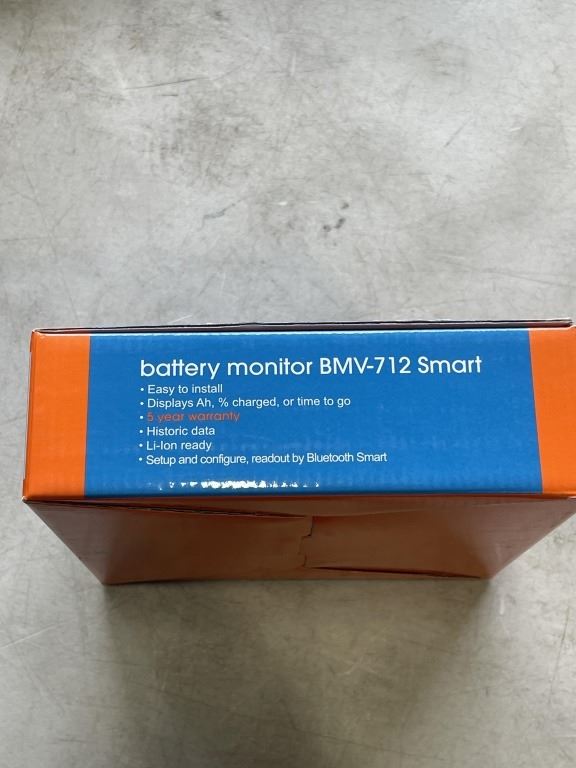 battery monitor BMV-712 Smart
• Easy to install
• Displays Ah, % charged, or time to go
• 5 year warranty
• Historic data
• Li-Ion ready
• Setup and configure, readout by Bluetooth Smart